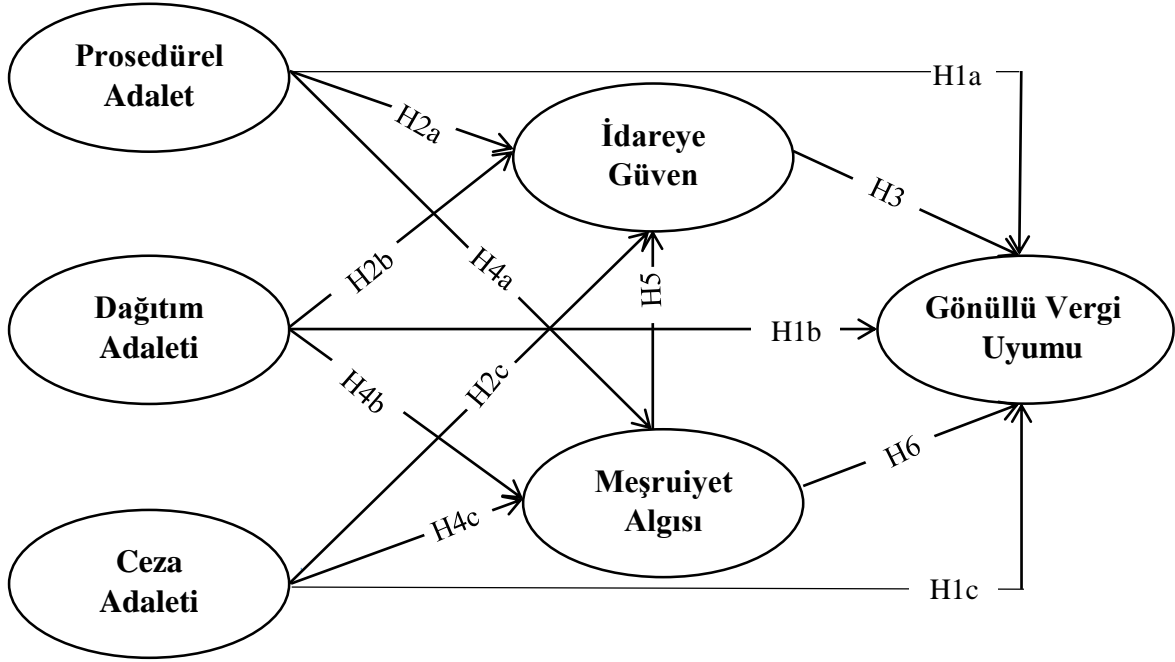 Prosedürel
Adalet
H1a
H2a
İdareye
Güven
H3
H2b
H4a
H5
Dağıtım
Adaleti
H1b
Gönüllü Vergi
Uyumu
H4b
H2c
H6
Meşruiyet
Algısı
H4c
Ceza
Adaleti
H1c